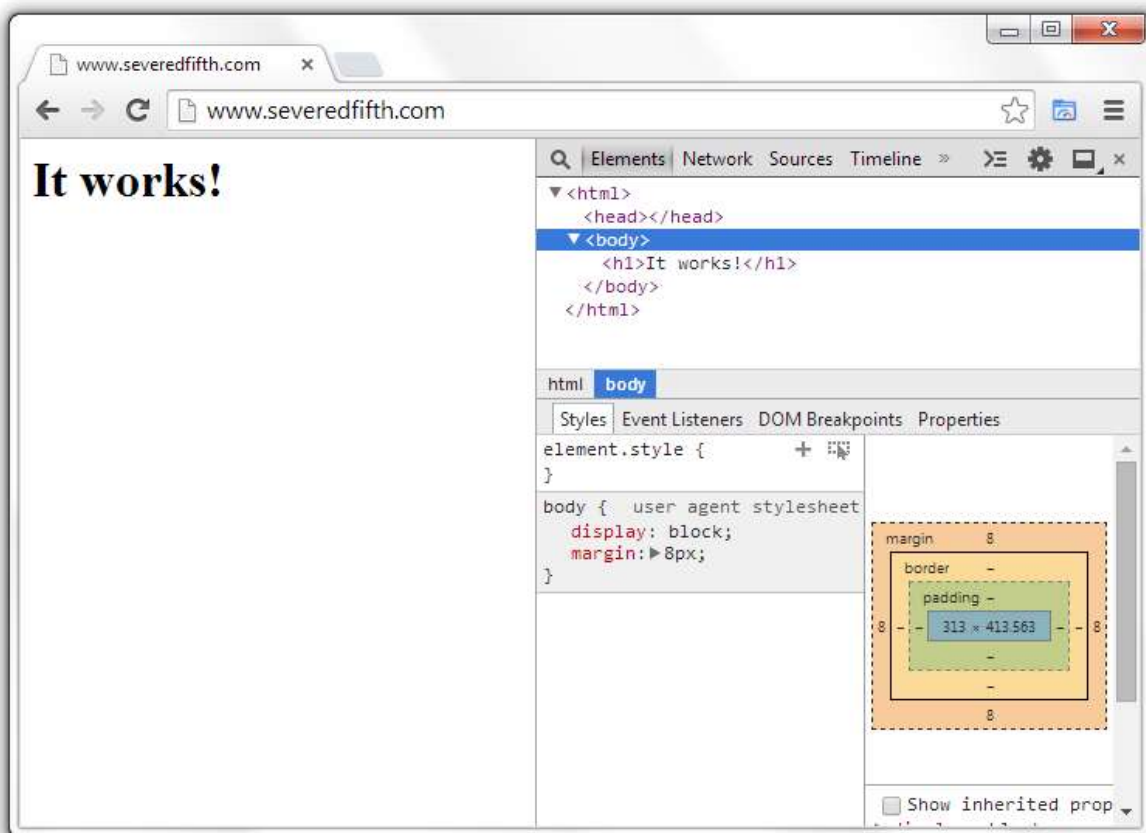 www.severedfifth.com
www.severedfifth.com
It works!
Elements Network Sources Timeline »
<html>
<head></head>
<body>
<h1>It works!</h1>
</body>
</html>
html body
Styles Event Listeners DOM Breakpoints Properties
element.style {
}
body { user agent stylesheet
display: block;
margin: 8px;
}
margin 8
border –
padding –
8 – – 313 × 413.563 – – 8
–
–
8
Show inherited prop